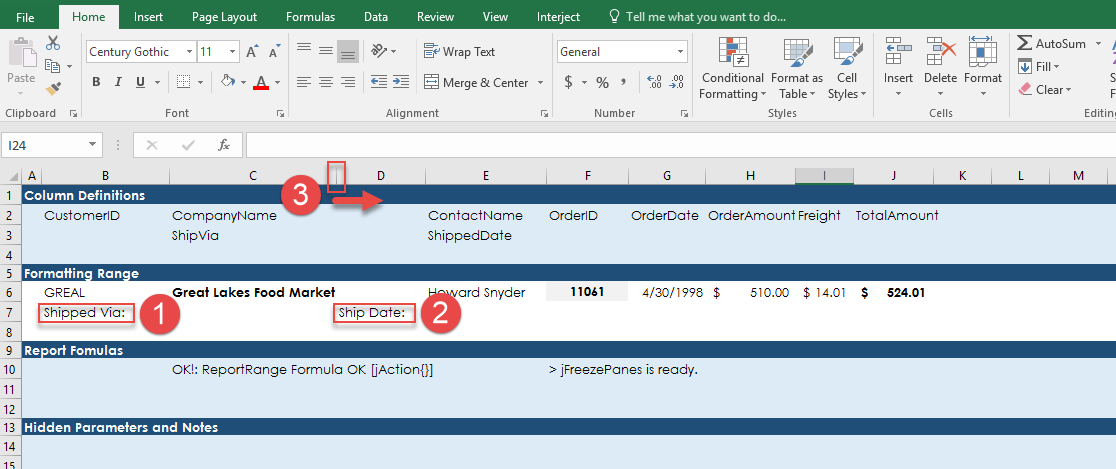 File Home Insert Page Layout Formulas Data Review View Interject Tell me what you want to do...
Century Gothic 11 A A Wrap Text General AutoSum
Paste B I U A Merge & Center $ % , .00 Conditional Formatting Format as Table Cell Styles Insert Delete Format Fill
Clear
Clipboard Font Alignment Number Styles Cells Editing
I24 fx
A B C D E F G H I J K L M
3
1 Column Definitions
2 CustomerID CompanyName ContactName OrderID OrderDate OrderAmount Freight TotalAmount
3 ShipVia ShippedDate
4
5 Formatting Range
6 GREAL Great Lakes Food Market Howard Snyder 11061 4/30/1998 $ 510.00 $ 14.01 $ 524.01
7 Shipped Via: 1 Ship Date: 2
8
9 Report Fomulas
10 OK!: ReportRange Formula OK [jAction{}] > jFreezePanes is ready.
11
12
13 Hidden Parameters and Notes
14
15